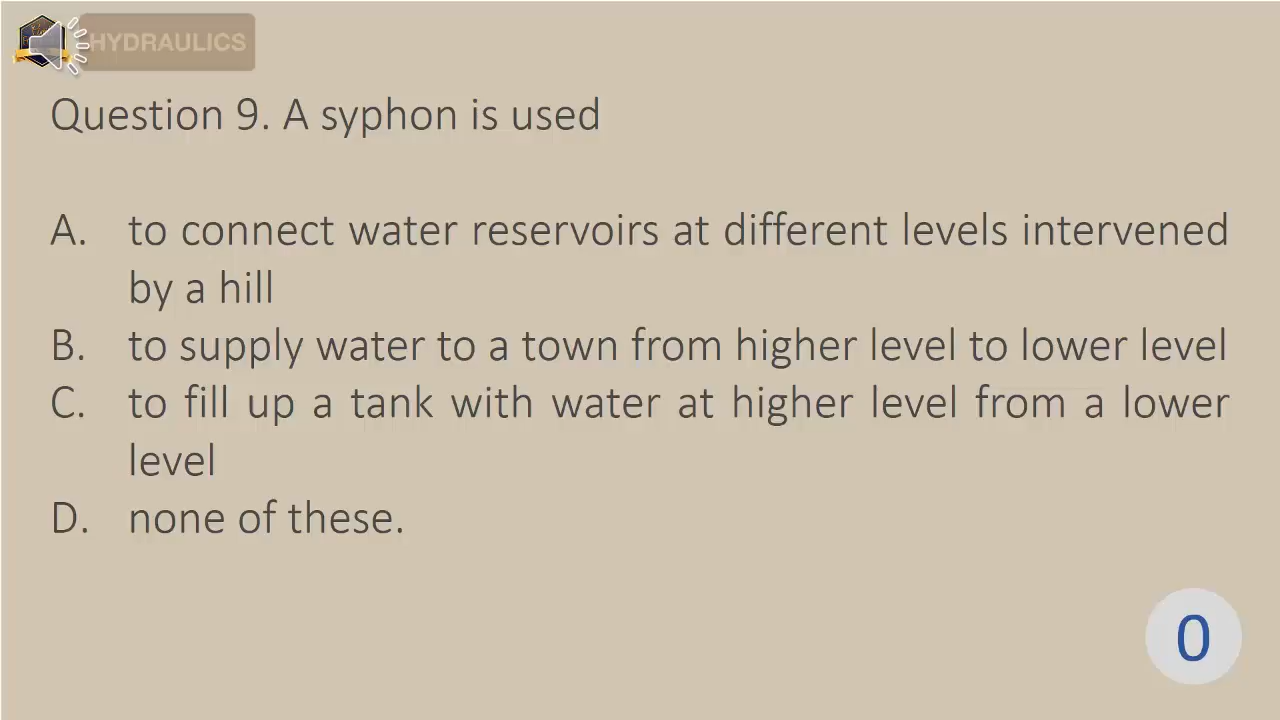 HYDRAULICS
Question 9. A syphon is used
A. to connect water reservoirs at different levels intervened
by a hill
B. to supply water to a town from higher level to lower level
C. to fill up a tank with water at higher level from a lower
level
D. none of these.
0